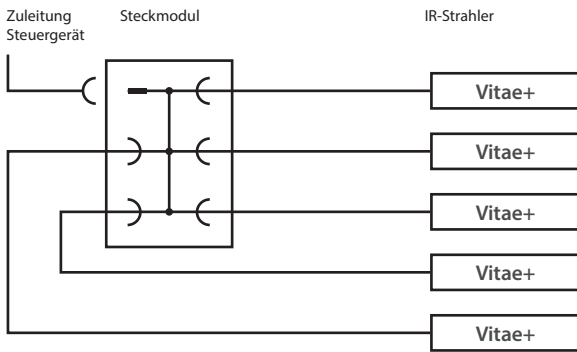 Zuleitung
Steuergerät
Steckmodul
IR-Strahler
Vitae+
Vitae+
Vitae+
Vitae+
Vitae+